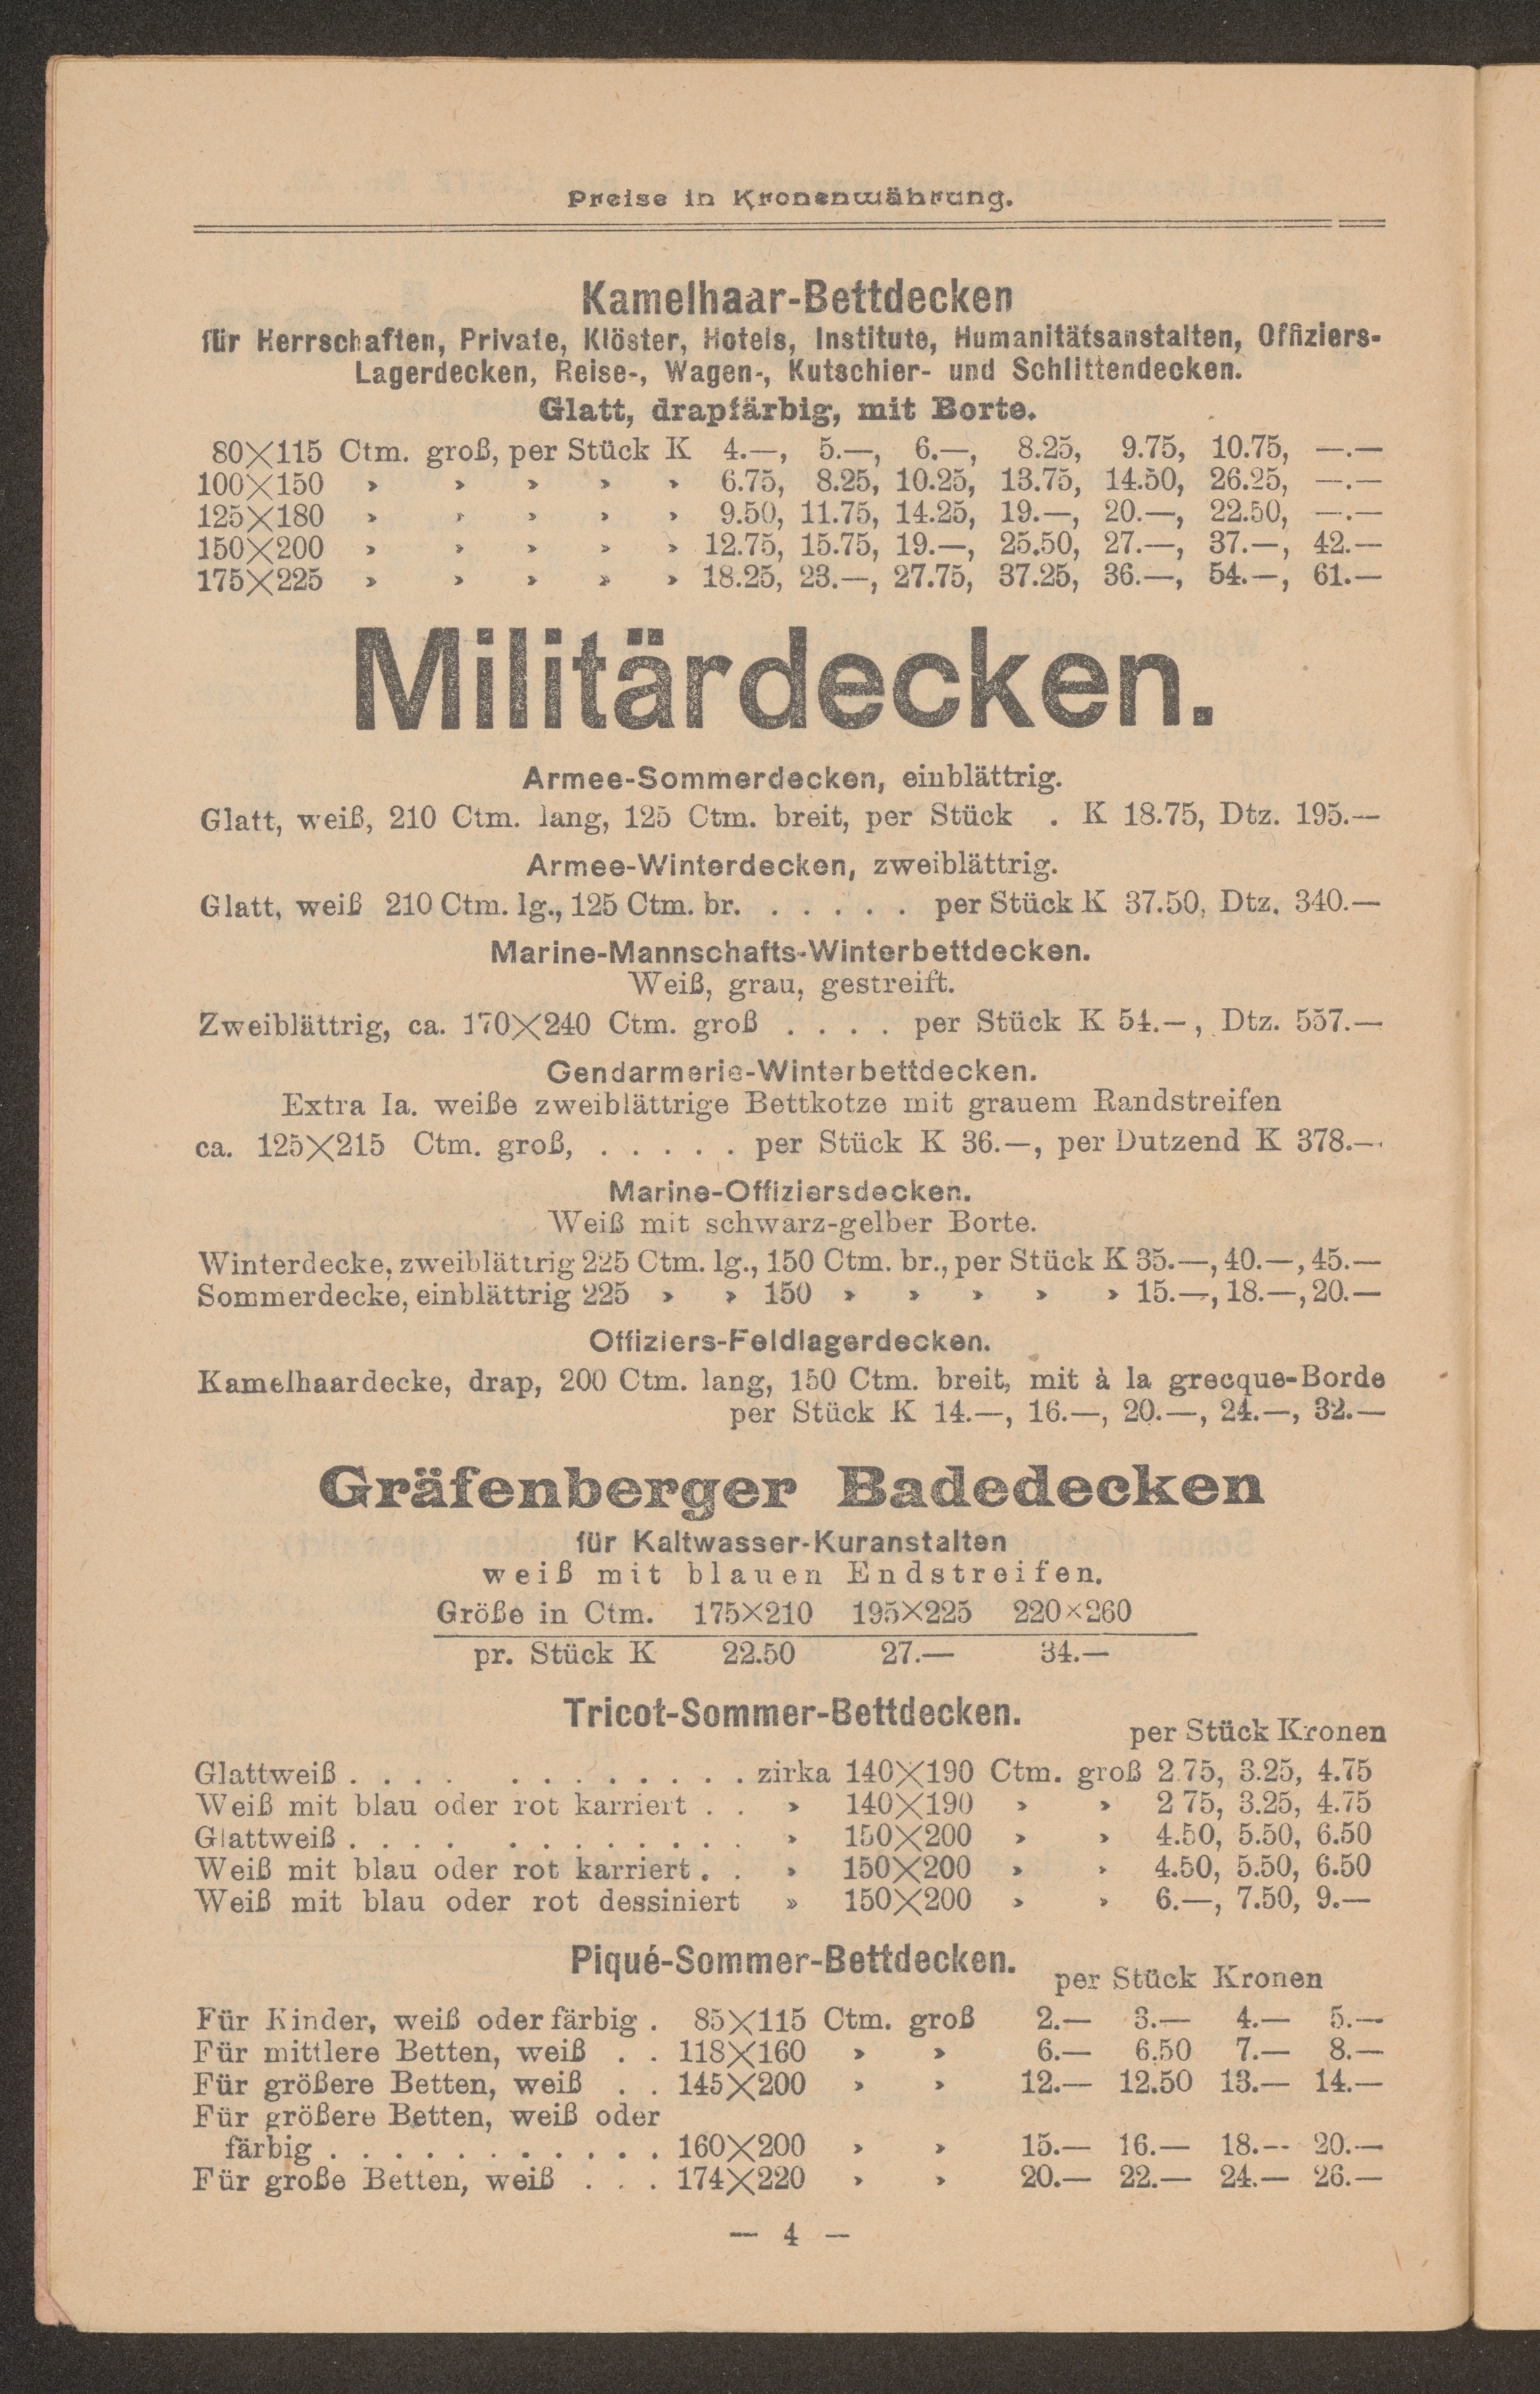 Preise in Kronenwährung.
Kamelhaar-Bettdecken
für Herrschaften, Private, Klöster, Hotels, Institute, Humanitätsanstalten, Offiziers-
Lagerdecken, Reise-, Wagen-, Kutschier- und Schlittendecken.
Glatt, drapfärbig, mit Borte.
80×115 Ctm. groß, per Stück K 4.—, 5.—, 6.—, 8.25, 9.75, 10.75, —.—
100×150 » » » » » 6.75, 8.25, 10.25, 13.75, 14.50, 26.25, —.—
125×180 » » » » » 9.50, 11.75, 14.25, 19.—, 20.—, 22.50, —.—
150×200 » » » » » 12.75, 15.75, 19.—, 25.50, 27.—, 37.—, 42.—
175×225 » » » » » 18.25, 23.—, 27.75, 37.25, 36.—, 54.—, 61.—
Militärdecken.
Armee-Sommerdecken, einblättrig.
Glatt, weiß, 210 Ctm. lang, 125 Ctm. breit, per Stück . K 18.75, Dtz. 195.—
Armee-Winterdecken, zweiblättrig.
Glatt, weiß 210 Ctm. lg., 125 Ctm. br. . . . . . per Stück K 37.50, Dtz. 340.—
Marine-Mannschafts-Winterbettdecken.
Weiß, grau, gestreift.
Zweiblättrig, ca. 170×240 Ctm. groß . . . . per Stück K 54.—, Dtz. 557.—
Gendarmerie-Winterbettdecken.
Extra Ia. weiße zweiblättrige Bettkotze mit grauem Randstreifen
ca. 125×215 Ctm. groß, . . . . . per Stück K 36.—, per Dutzend K 378.—
Marine-Offiziersdecken.
Weiß mit schwarz-gelber Borte.
Winterdecke, zweiblättrig 225 Ctm. lg., 150 Ctm. br., per Stück K 35.—, 40.—, 45.—
Sommerdecke, einblättrig 225 » » 150 » » » » » 15.—, 18.—, 20.—
Offiziers-Feldlagerdecken.
Kamelhaardecke, drap, 200 Ctm. lang, 150 Ctm. breit, mit à la grecque-Borde
per Stück K 14.—, 16.—, 20.—, 24.—, 32.—
Gräfenberger Badedecken
für Kaltwasser-Kuranstalten
weiß mit blauen Endstreifen.
Größe in Ctm. 175×210 195×225 220×260
pr. Stück K 22.50 27.— 34.—
Tricot-Sommer-Bettdecken.
per Stück Kronen
Glattweiß . . . . . . . . . . . . zirka 140×190 Ctm. groß 2.75, 3.25, 4.75
Weiß mit blau oder rot karriert . . » 140×190 » » 2 75, 3.25, 4.75
Glattweiß . . . . . . . . . . . . » 150×200 » » 4.50, 5.50, 6.50
Weiß mit blau oder rot karriert . . » 150×200 » » 4.50, 5.50, 6.50
Weiß mit blau oder rot dessiniert » 150×200 » » 6.—, 7.50, 9.—
Piqué-Sommer-Bettdecken.
per Stück Kronen
Für Kinder, weiß oder färbig . 85×115 Ctm. groß 2.— 3.— 4.— 5.—
Für mittlere Betten, weiß . . 118×160 » » 6.— 6.50 7.— 8.—
Für größere Betten, weiß . . 145×200 » » 12.— 12.50 13.— 14.—
Für größere Betten, weiß oder
färbig . . . . . . . . . . . . 160×200 » » 15.— 16.— 18.— 20.—
Für große Betten, weiß . . . 174×220 » » 20.— 22.— 24.— 26.—
— 4 —